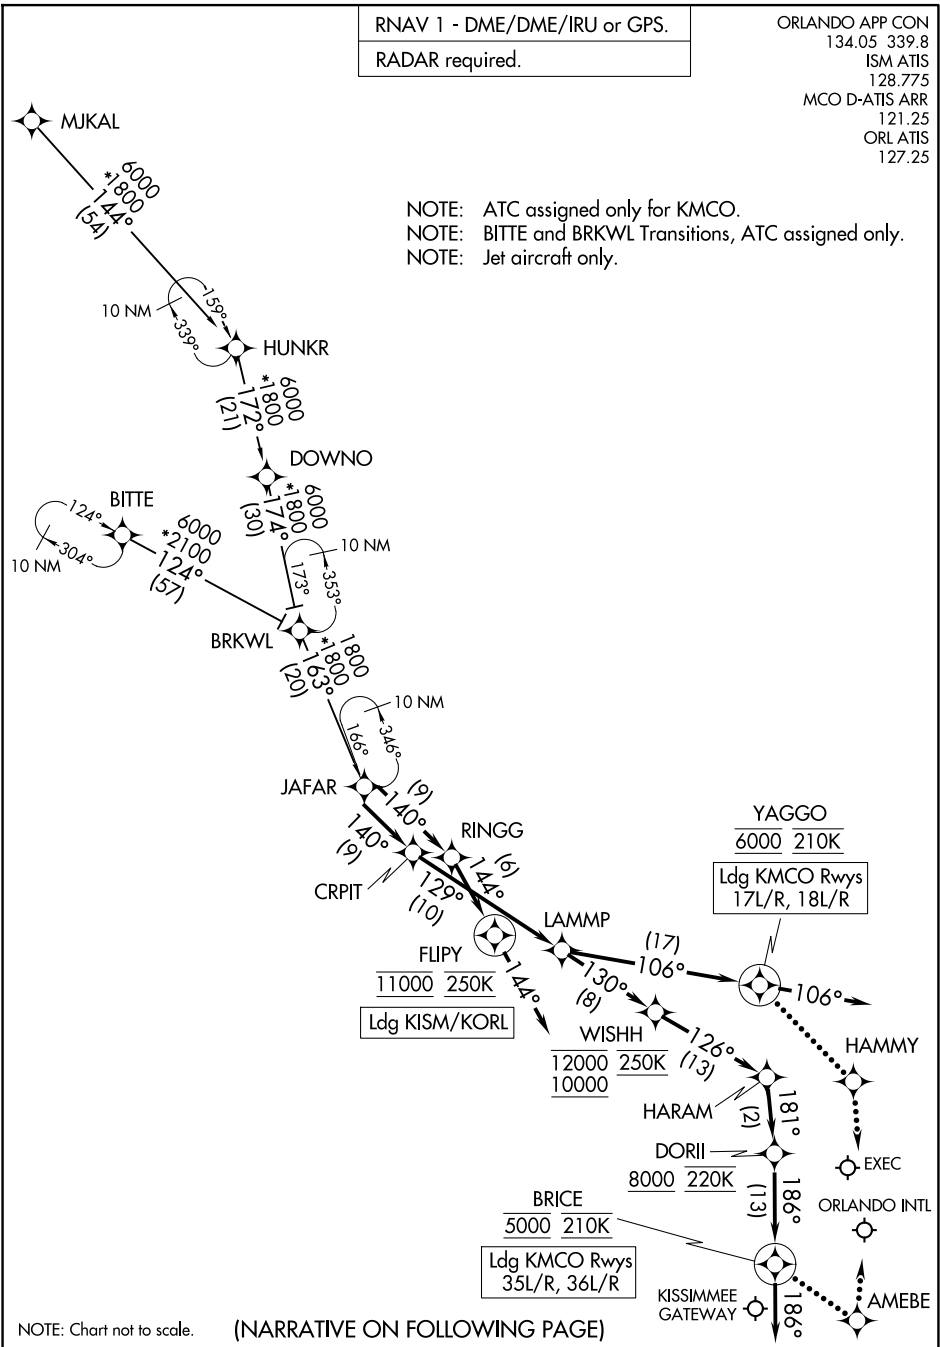 RNAV 1 - DME/DME/IRU or GPS.
RADAR required.
ORLANDO APP CON
134.05 339.8
ISM ATIS
128.775
MCO D-ATIS ARR
121.25
ORL ATIS
127.25
MJKAL
6000
*1800
144°
(54)
NOTE: ATC assigned only for KMCO.
NOTE: BITTE and BRKWL Transitions, ATC assigned only.
NOTE: Jet aircraft only.
10 NM
159°
339°
HUNKR
6000
*1800
172°
(21)
DOWNO
6000
*1800
174°
(30)
BITTE
124°
304°
10 NM
6000
*2100
124°
(57)
10 NM
173°
353°
BRKWL
1800
*1800
163°
(20)
10 NM
166°
346°
JAFAR
(9)
140°
140°
(9)
RINGG
(6)
144°
CRPIT
129°
(10)
YAGGO
6000 210K
Ldg KMCO Rwys
17L/R, 18L/R
LAMMP
(17)
106°
106°
FLIPY
11000 250K
Ldg KISM/KORL
144°
130°
(8)
WISHH
12000 250K
10000
126°
(13)
HAMMY
HARAM
181°
(2)
DORII
8000 220K
EXEC
186°
(13)
ORLANDO INTL
BRICE
5000 210K
Ldg KMCO Rwys
35L/R, 36L/R
KISSIMMEE
GATEWAY
186°
AMEBE
NOTE: Chart not to scale.
(NARRATIVE ON FOLLOWING PAGE)